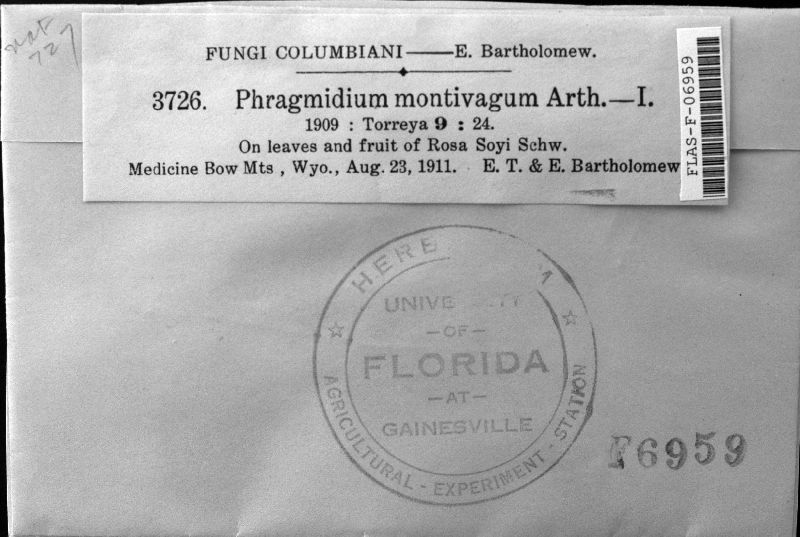 727
FUNGI COLUMBIANI—E. Bartholomew.
3726. Phragmidium montivagum Arth.—I.
1909 : Torreya 9 : 24.
On leaves and fruit of Rosa Soyi Schw.
Medicine Bow Mts , Wyo., Aug. 23, 1911. E. T. & E. Bartholomew
FLAS-F-06959
UNIVE
-OF-
FLORIDA
-AT-
GAINESVILLE
AGRICULTURAL - EXPERIMENT - STATION
F6959